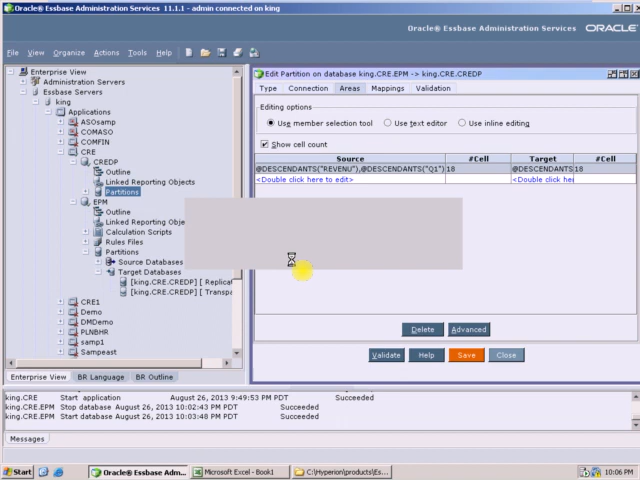 Oracle® Essbase Administration Services 11.1.1 - admin connected on king
Oracle® Essbase Administration Services ORACLE
File View Organize Actions Tools Help
Enterprise View
Administration Servers
Essbase Servers
king
Applications
ASOsamp
COMASO
COMFIN
CRE
CREDP
Outline
Linked Reporting Objects
Partitions
EPM
Outline
Linked Reporting Obje
Calculation Scripts
Rules Files
Partitions
Source Databases
Target Databases
[king.CRE.CREDP] [ Replicat
[king.CRE.CREDP] [ Transpa
CRE1
Demo
DMDemo
PLNBHR
samp1
Sampeast
Enterprise View BR Language BR Outline
Edit Partition on database king.CRE.EPM -> king.CRE.CREDP
Type Connection Areas Mappings Validation
Editing options
Use member selection tool Use text editor Use inline editing
Show cell count
Source #Cell Target #Cell
@DESCENDANTS("REVENU"),@DESCENDANTS("Q1") 18 @DESCENDANTS 18
<Double click here to edit> <Double click her
Delete Advanced
Validate Help Save Close
king.CRE Start application August 26, 2013 9:49:53 PM PDT Succeeded
king.CRE.EPM Stop database August 26, 2013 10:02:43 PM PDT Succeeded
king.CRE.EPM Start database August 26, 2013 10:03:48 PM PDT Succeeded
Messages
Start Oracle® Essbase Adm... Microsoft Excel - Book1 C:\Hyperion\products\Es... 10:06 PM